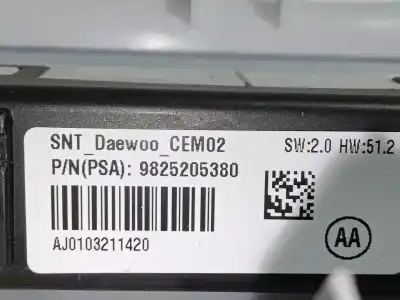 SNT_Daewoo_CEM02 SW:2.0 HW:51.2
P/N(PSA): 9825205380
AJ0103211420
AA